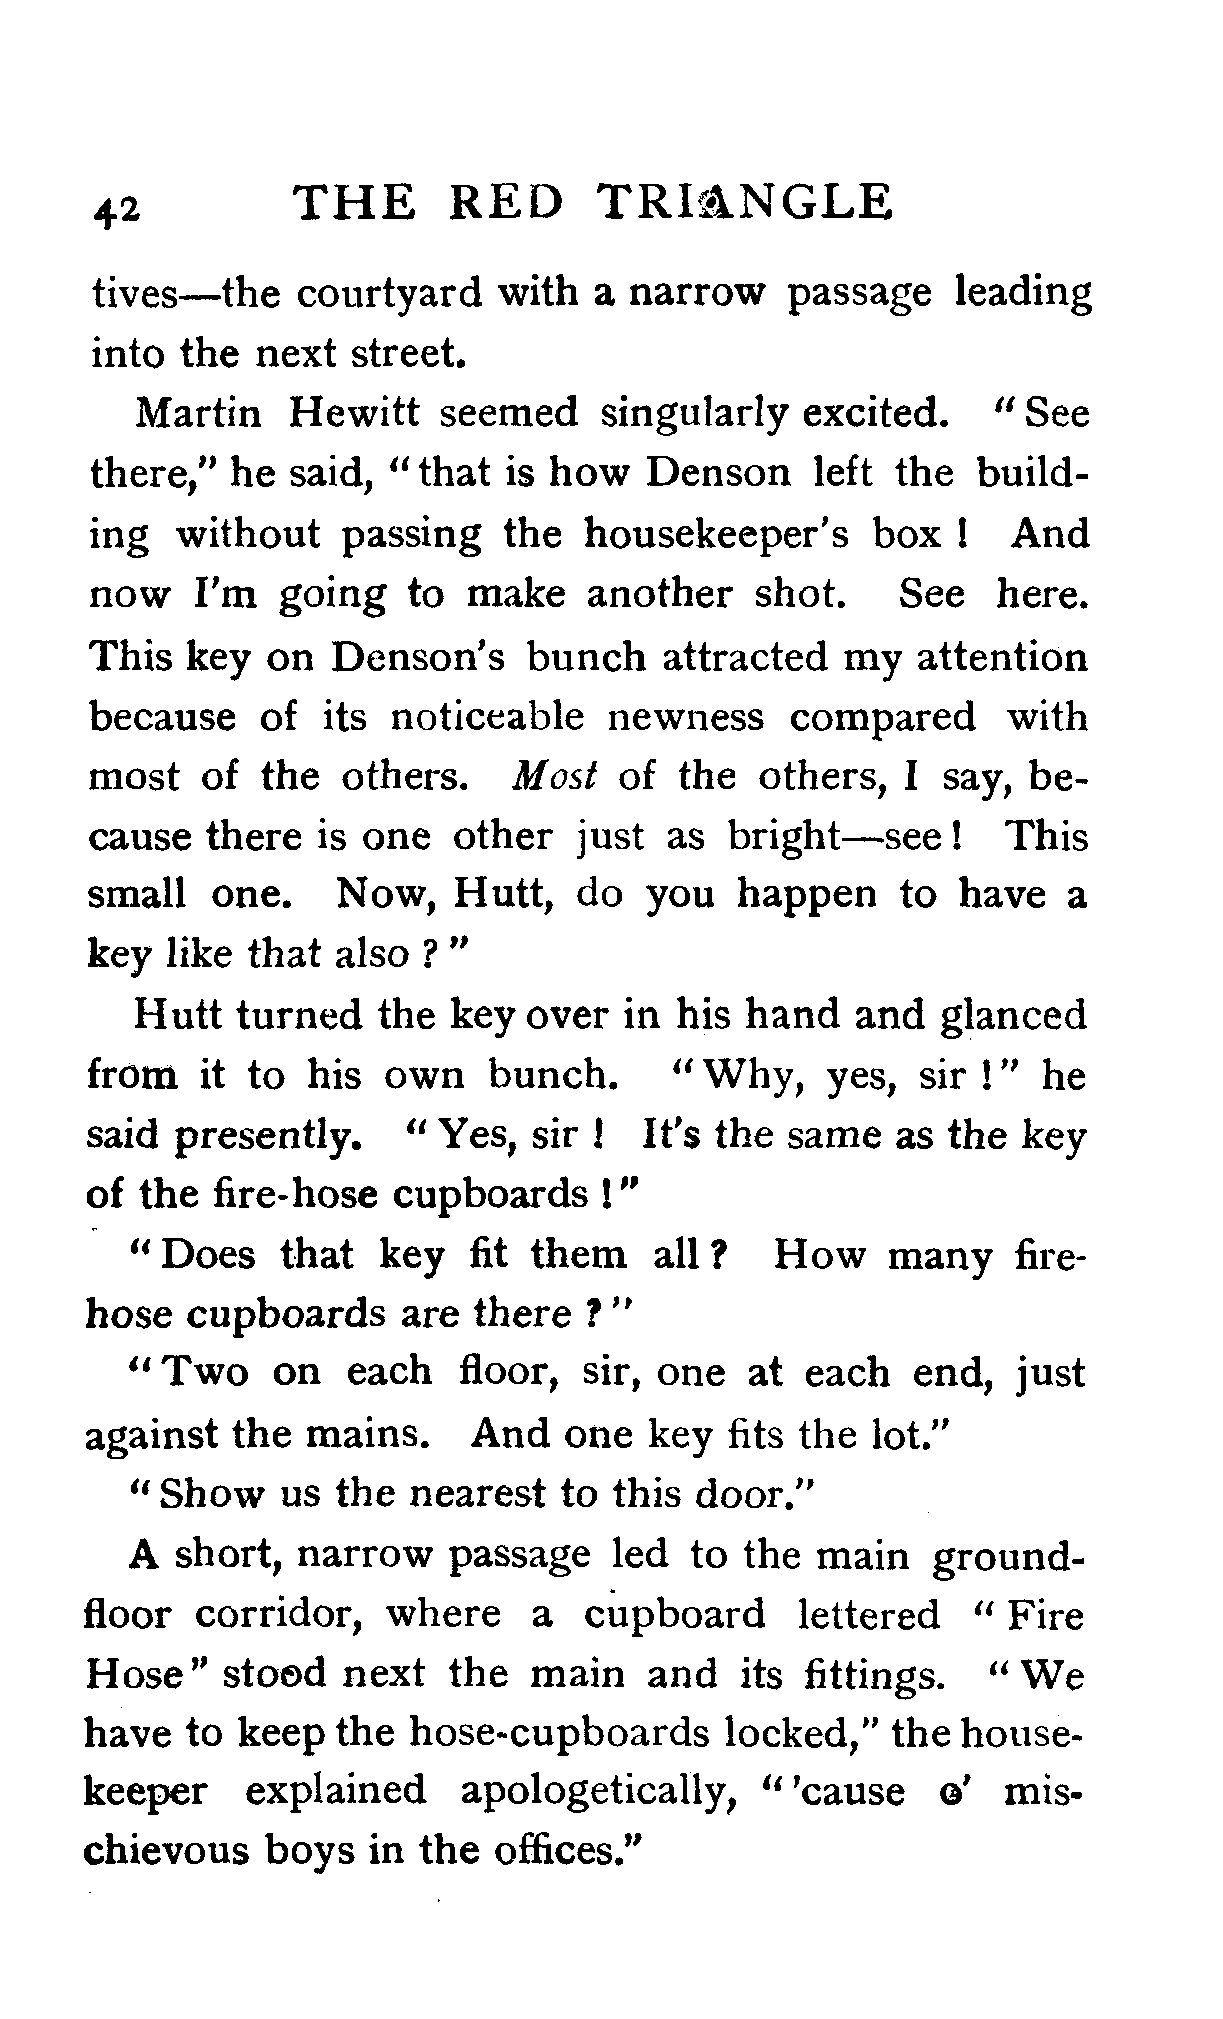 42 THE RED TRIANGLE
tives—the courtyard with a narrow passage leading
into the next street.
Martin Hewitt seemed singularly excited. "See
there," he said, "that is how Denson left the build-
ing without passing the housekeeper's box! And
now I'm going to make another shot. See here.
This key on Denson's bunch attracted my attention
because of its noticeable newness compared with
most of the others. Most of the others, I say, be-
cause there is one other just as bright—see! This
small one. Now, Hutt, do you happen to have a
key like that also?"
Hutt turned the key over in his hand and glanced
from it to his own bunch. "Why, yes, sir!" he
said presently. "Yes, sir! It's the same as the key
of the fire-hose cupboards!"
"Does that key fit them all? How many fire-
hose cupboards are there?"
"Two on each floor, sir, one at each end, just
against the mains. And one key fits the lot."
"Show us the nearest to this door."
A short, narrow passage led to the main ground-
floor corridor, where a cupboard lettered "Fire
Hose" stood next the main and its fittings. "We
have to keep the hose-cupboards locked," the house-
keeper explained apologetically, "'cause o' mis-
chievous boys in the offices."